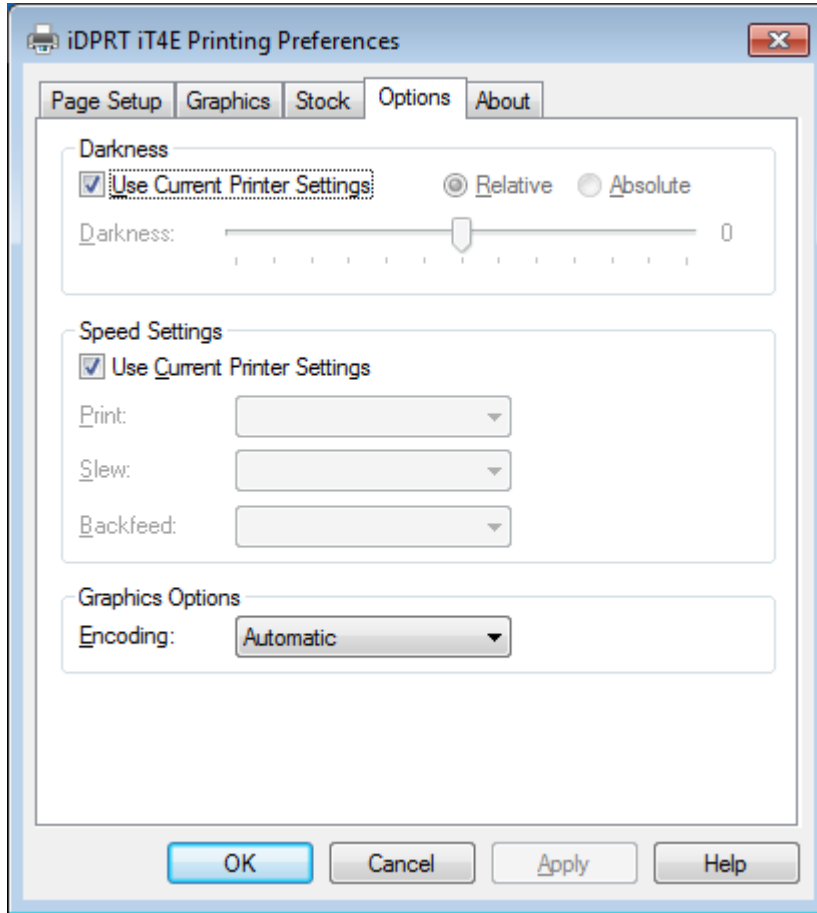 iDPRT iT4E Printing Preferences
Page Setup Graphics Stock Options About
Darkness
Use Current Printer Settings Relative Absolute
Darkness: 0
Speed Settings
Use Current Printer Settings
Print:
Slew:
Backfeed:
Graphics Options
Encoding: Automatic
OK Cancel Apply Help